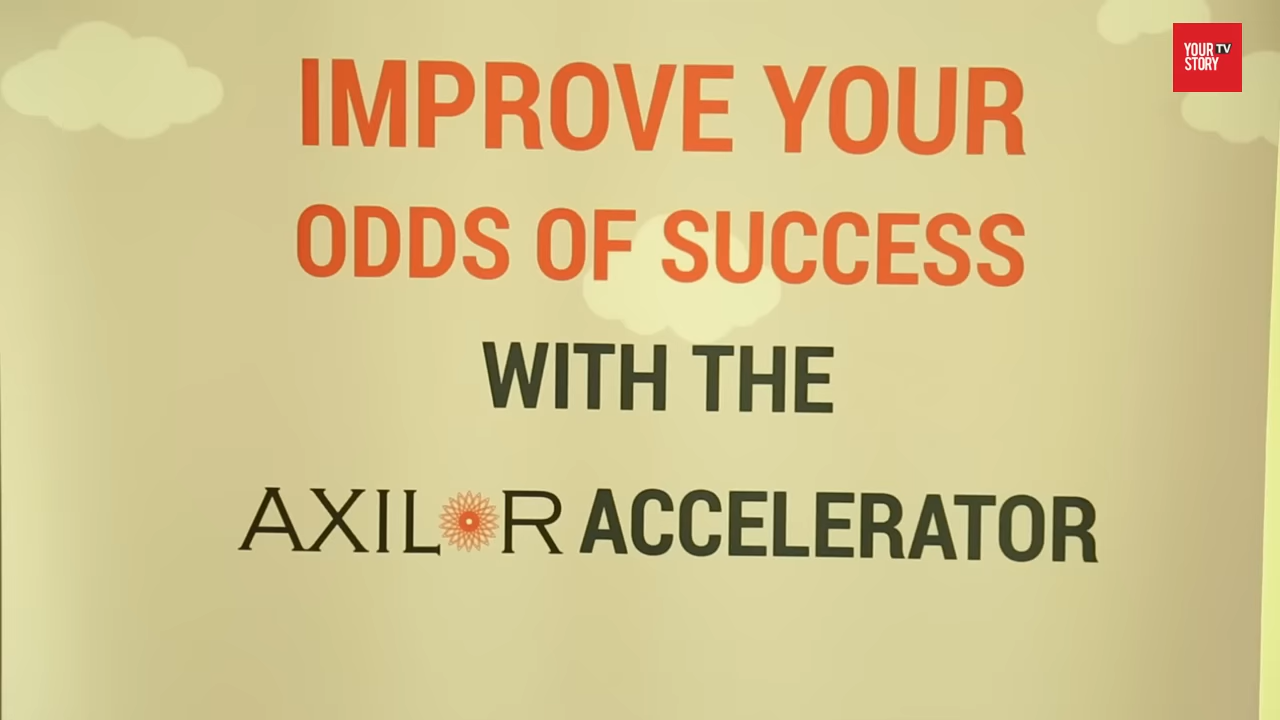 YOUR TV
STORY
IMPROVE YOUR
ODDS OF SUCCESS
WITH THE
AXILOR ACCELERATOR